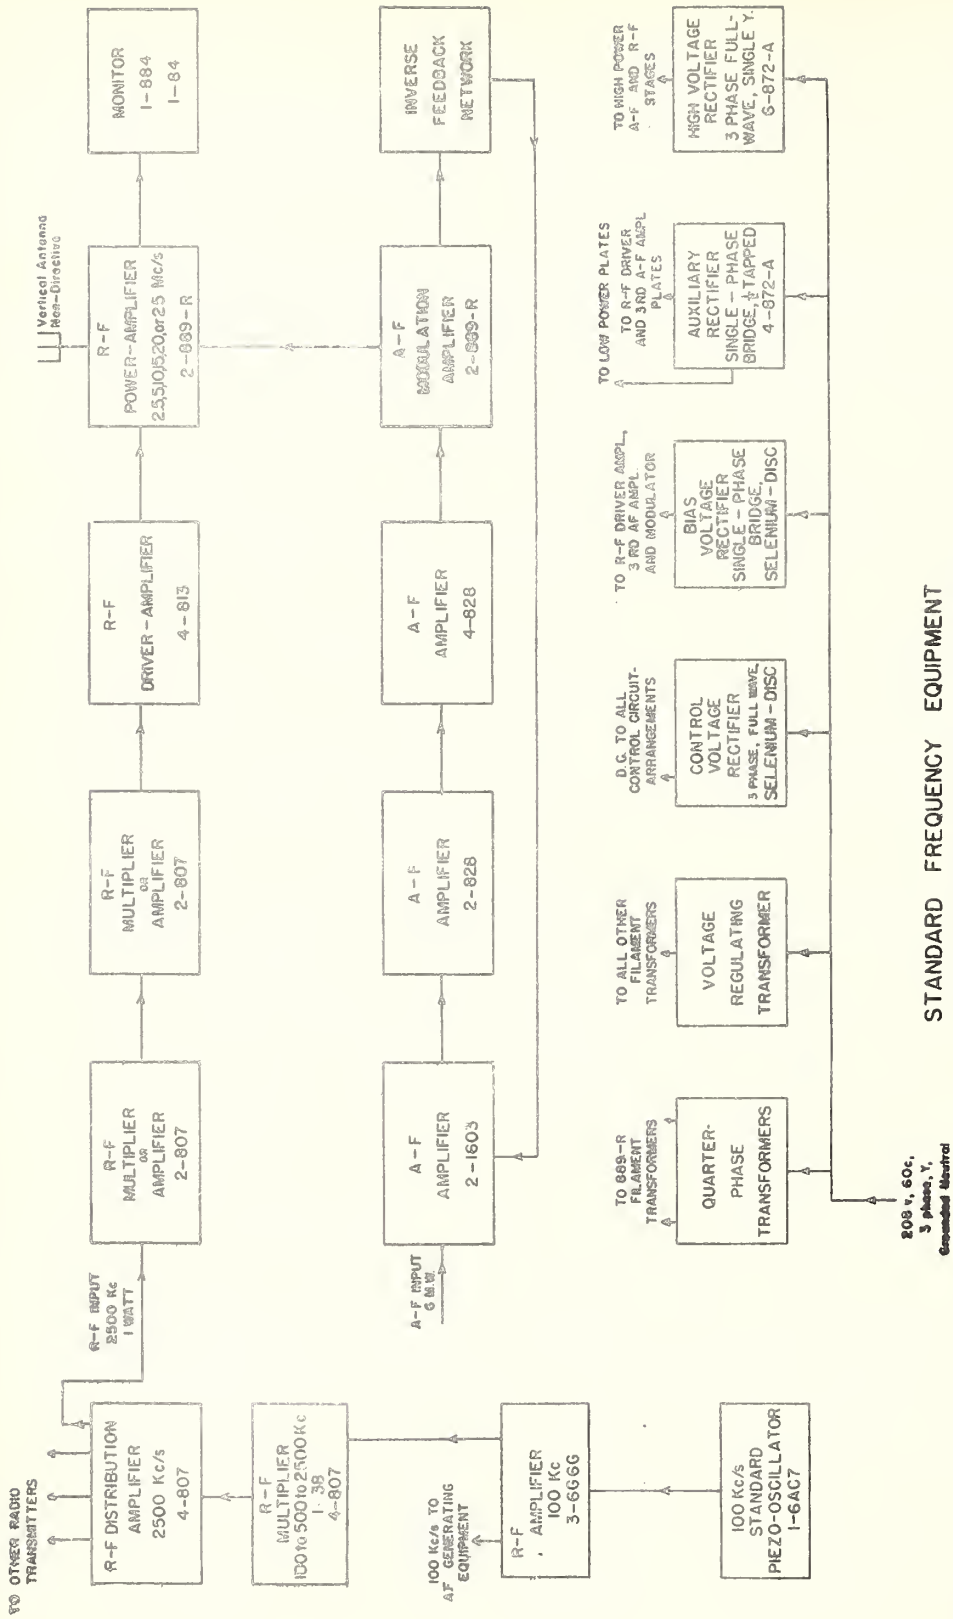 TO OTHER RADIO
TRANSMITTERS
R-F DISTRIBUTION
AMPLIFIER
2500 Kc/s
4-807
R-F
MULTIPLIER
100 to 500 to 2500 Kc
1-38
4-807
100 Kc/s TO
AF GENERATING
EQUIPMENT
R-F
AMPLIFIER
100 Kc
3-6G6G
100 Kc/s
STANDARD
PIEZO-OSCILLATOR
1-6AC7
R-F INPUT
2500 Kc
1 WATT
R-F
MULTIPLIER
OR
AMPLIFIER
2-807
R-F
MULTIPLIER
OR
AMPLIFIER
2-807
R-F
DRIVER-AMPLIFIER
4-813
Vertical Antenna
Non-Directive
R-F
POWER-AMPLIFIER
2.5,5,10,15,20,or 25 Mc/s
2-889-R
MONITOR
1-884
1-84
A-F INPUT
6 M.W.
A-F
AMPLIFIER
2-1603
A-F
AMPLIFIER
2-828
A-F
AMPLIFIER
4-828
A-F
MODULATION
AMPLIFIER
2-889-R
INVERSE
FEEDBACK
NETWORK
TO 889-R
FILAMENT
TRANSFORMERS
QUARTER-
PHASE
TRANSFORMERS
TO ALL OTHER
FILAMENT
TRANSFORMERS
VOLTAGE
REGULATING
TRANSFORMER
D.C. TO ALL
CONTROL CIRCUIT-
ARRANGEMENTS
CONTROL
VOLTAGE
RECTIFIER
3 PHASE, FULL WAVE,
SELENIUM-DISC
TO R-F DRIVER AMPL,
3 RD AF AMPL
AND MODULATOR
BIAS
VOLTAGE
RECTIFIER
SINGLE-PHASE
BRIDGE,
SELENIUM-DISC
TO LOW POWER PLATES
TO R-F DRIVER
AND 3RD A-F AMPL
PLATES
AUXILIARY
RECTIFIER
SINGLE-PHASE
BRIDGE, ½ TAPPED
4-872-A
TO HIGH POWER
A-F AND R-F
STAGES
HIGH VOLTAGE
RECTIFIER
3 PHASE FULL-
WAVE, SINGLE Y.
6-872-A
208 v, 60c,
3 phase, Y,
Grounded Neutral
STANDARD FREQUENCY EQUIPMENT